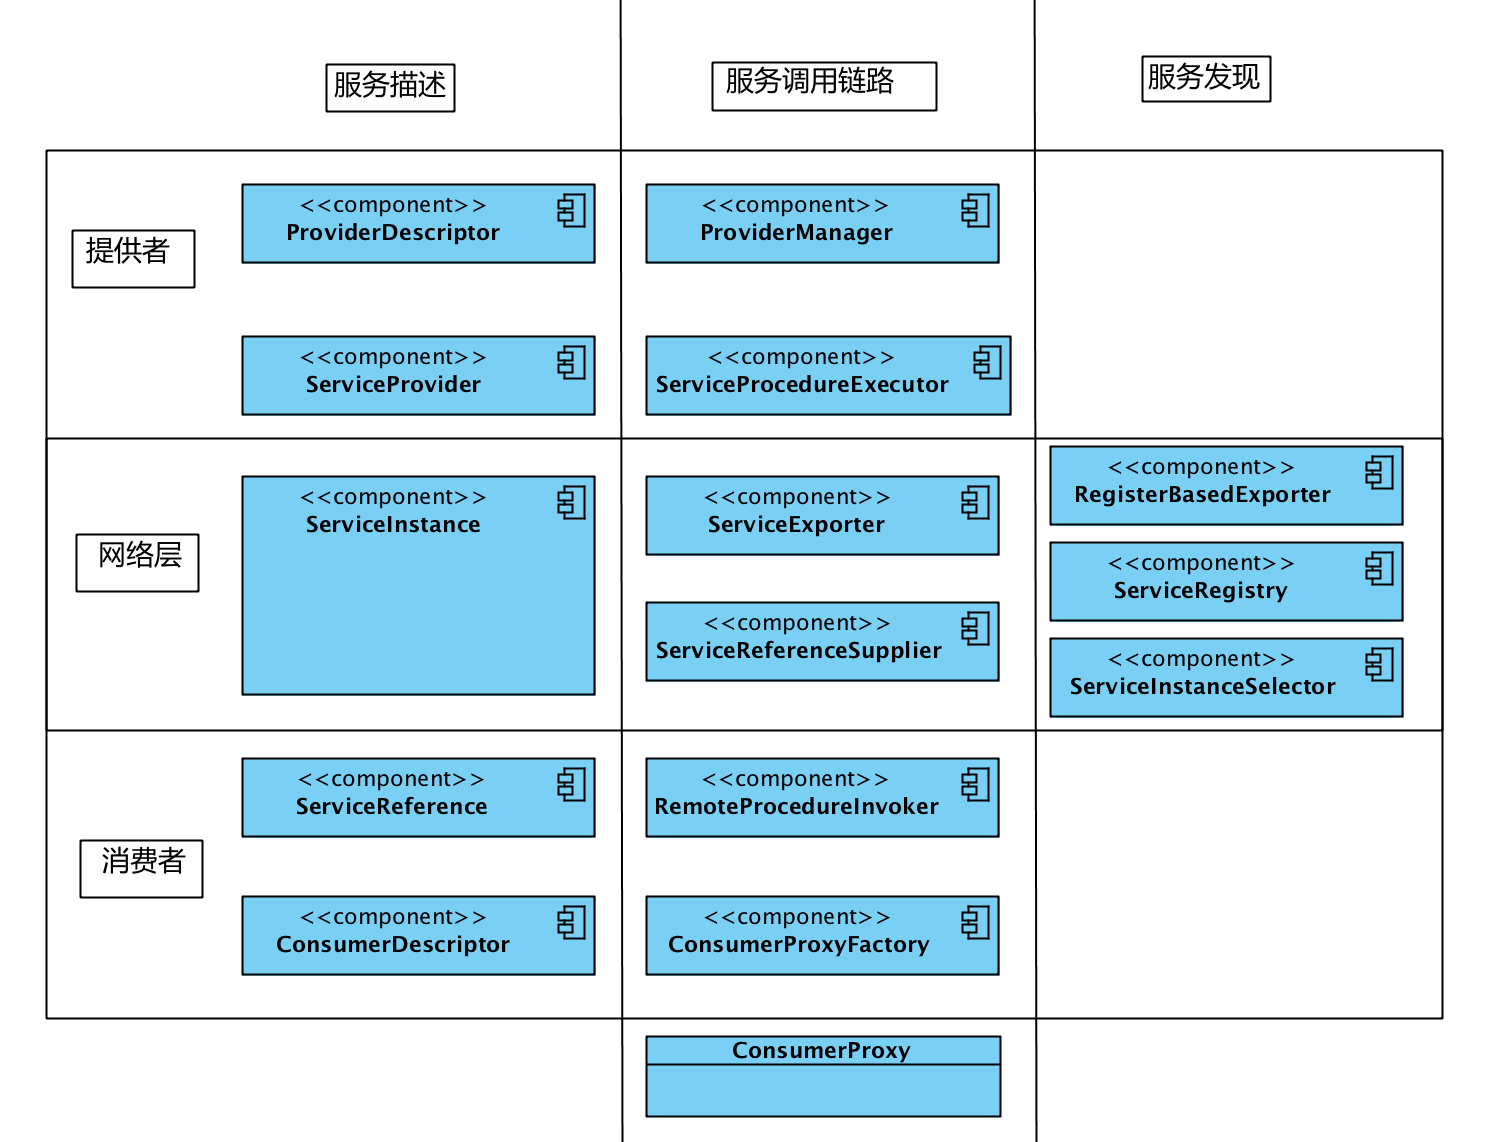 服务描述
服务调用链路
服务发现
提供者
<<component>>
ProviderDescriptor
<<component>>
ProviderManager
<<component>>
ServiceProvider
<<component>>
ServiceProcedureExecutor
网络层
<<component>>
ServiceInstance
<<component>>
ServiceExporter
<<component>>
ServiceReferenceSupplier
<<component>>
RegisterBasedExporter
<<component>>
ServiceRegistry
<<component>>
ServiceInstanceSelector
消费者
<<component>>
ServiceReference
<<component>>
RemoteProcedureInvoker
<<component>>
ConsumerDescriptor
<<component>>
ConsumerProxyFactory
ConsumerProxy